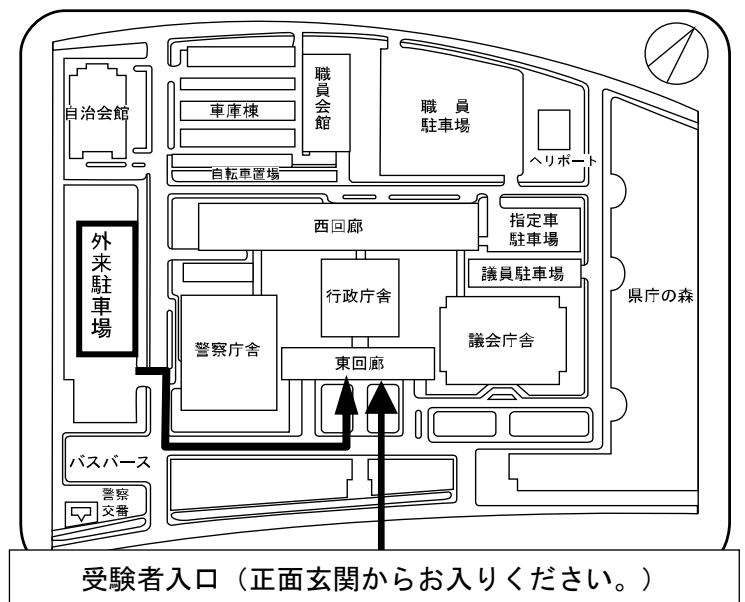 自治会館
車庫棟
職員会館
職　員
駐車場
ヘリポート
自転車置場
西回廊
指定車
駐車場
外来駐車場
行政庁舎
議員駐車場
県庁の森
警察庁舎
東回廊
議会庁舎
バスバース
警察
交番
受験者入口（正面玄関からお入りください。）